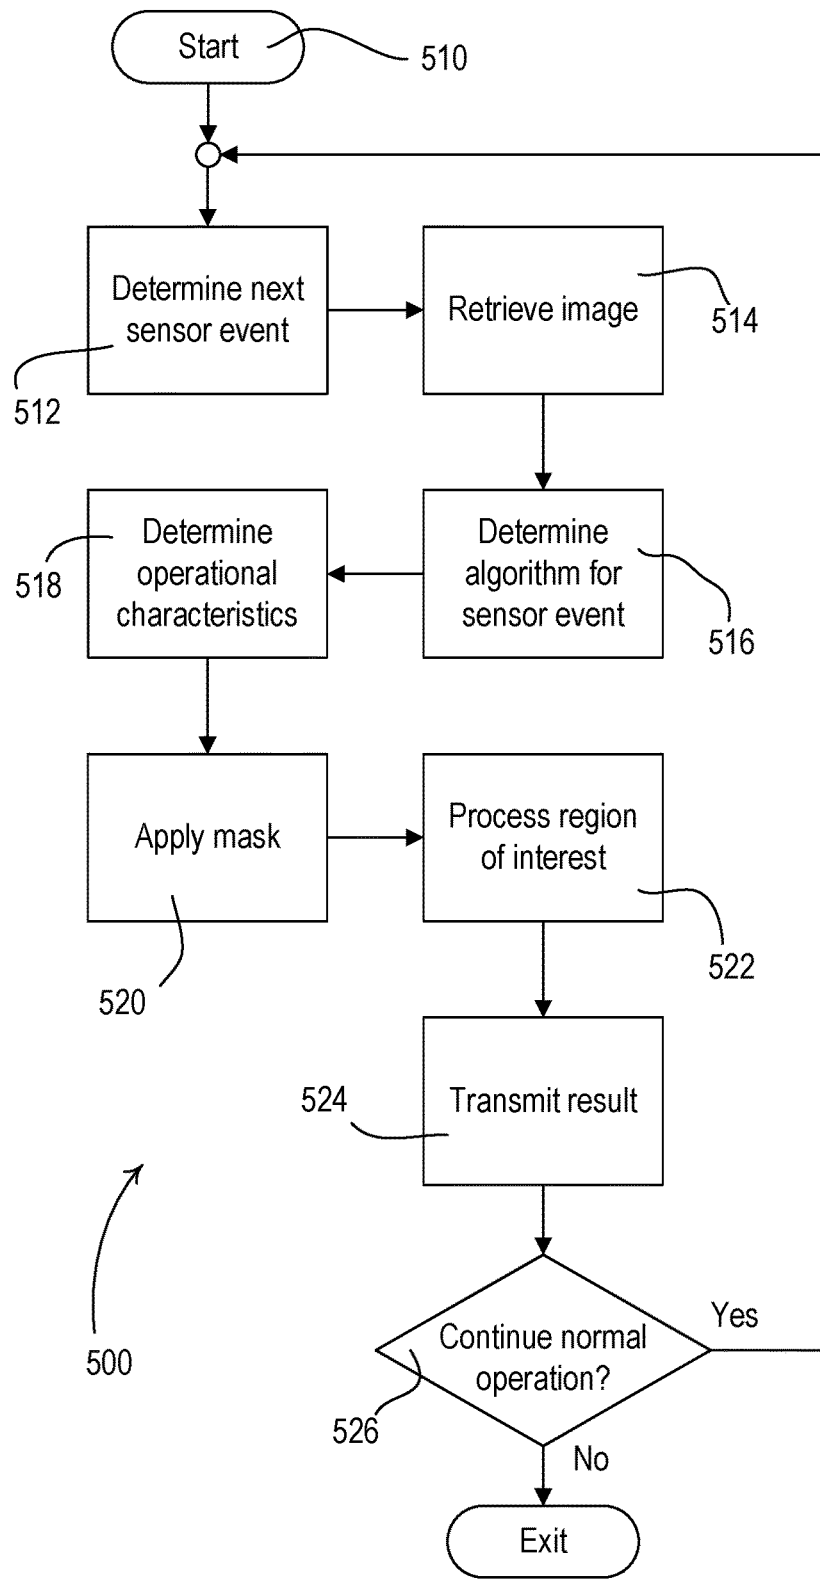 Start
510
Determine next
sensor event
512
Retrieve image
514
Determine
algorithm for
sensor event
516
Determine
operational
characteristics
518
Apply mask
520
Process region
of interest
522
Transmit result
524
Continue normal
operation?
526
Yes
No
Exit
500